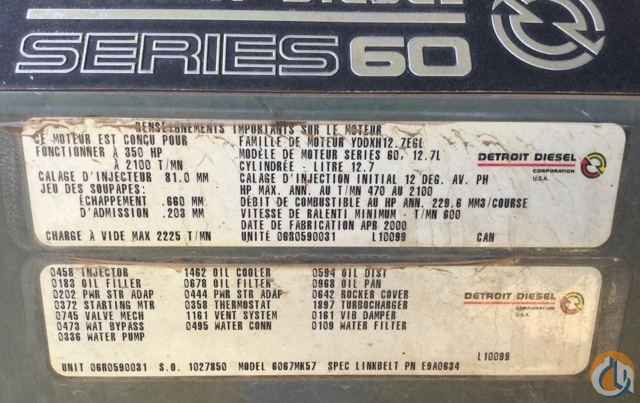 SERIES 60
RENSEIGNEMENTS IMPORTANTS SUR LE MOTEUR
CE MOTEUR EST CONÇU POUR
FONCTIONNER À 350 HP
À 2100 T/MN
CALAGE D'INJECTEUR 81.0 MM
JEU DES SOUPAPES:
ÉCHAPPEMENT .660 MM
D'ADMISSION .203 MM
CHARGE À VIDE MAX 2225 T/MN
FAMILLE DE MOTEUR YDDXH12.7EGL
MODÈLE DE MOTEUR SERIES 60, 12.7L
CYLINDRÉE - LITRE 12.7
CALAGE D'INJECTION INITIAL 12 DEG. AV. PH
HP MAX. ANN. AU T/MN 470 AU 2100
DÉBIT DE COMBUSTIBLE AU HP ANN. 229.6 MM3/COURSE
VITESSE DE RALENTI MINIMUM - T/MN 600
DATE DE FABRICATION APR 2000
UNITÉ 06R0590031 L10099 CAN
DETROIT DIESEL
CORPORATION
U.S.A.
0458 INJECTOR 1462 OIL COOLER 0594 OIL DIST
0183 OIL FILLER 0678 OIL FILTER 0968 OIL PAN
0202 PWR STR ADAP 0444 PWR STR ADAP 0642 ROCKER COVER
0372 STARTING MTR 0358 THERMOSTAT 1997 TURBOCHARGER
0745 VALVE MECH 1161 VENT SYSTEM 0161 VIB DAMPER
0473 WAT BYPASS 0495 WATER CONN 0109 WATER FILTER
0336 WATER PUMP
DETROIT DIESEL
CORPORATION
U.S.A.
L10099
UNIT 06R0590031 S.O. 1027850 MODEL 6067MK57 SPEC LINKBELT PN E9A0634